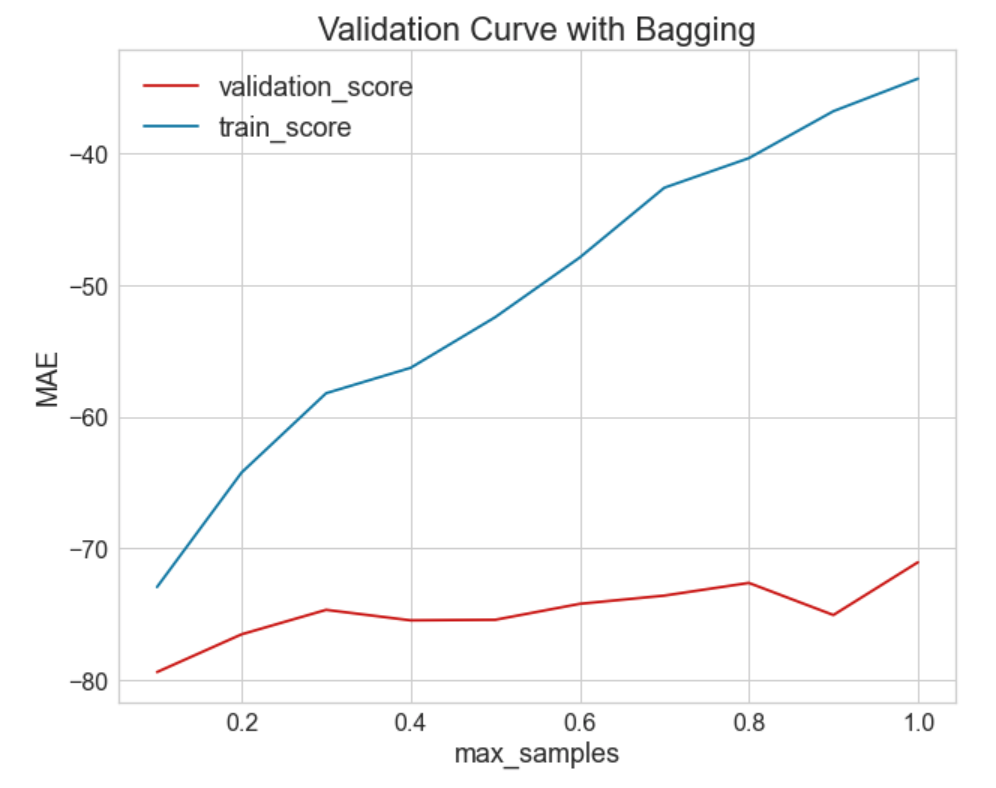 Validation Curve with Bagging
validation_score
train_score
−40
−50
−60
−70
−80
MAE
0.2 0.4 0.6 0.8 1.0
max_samples